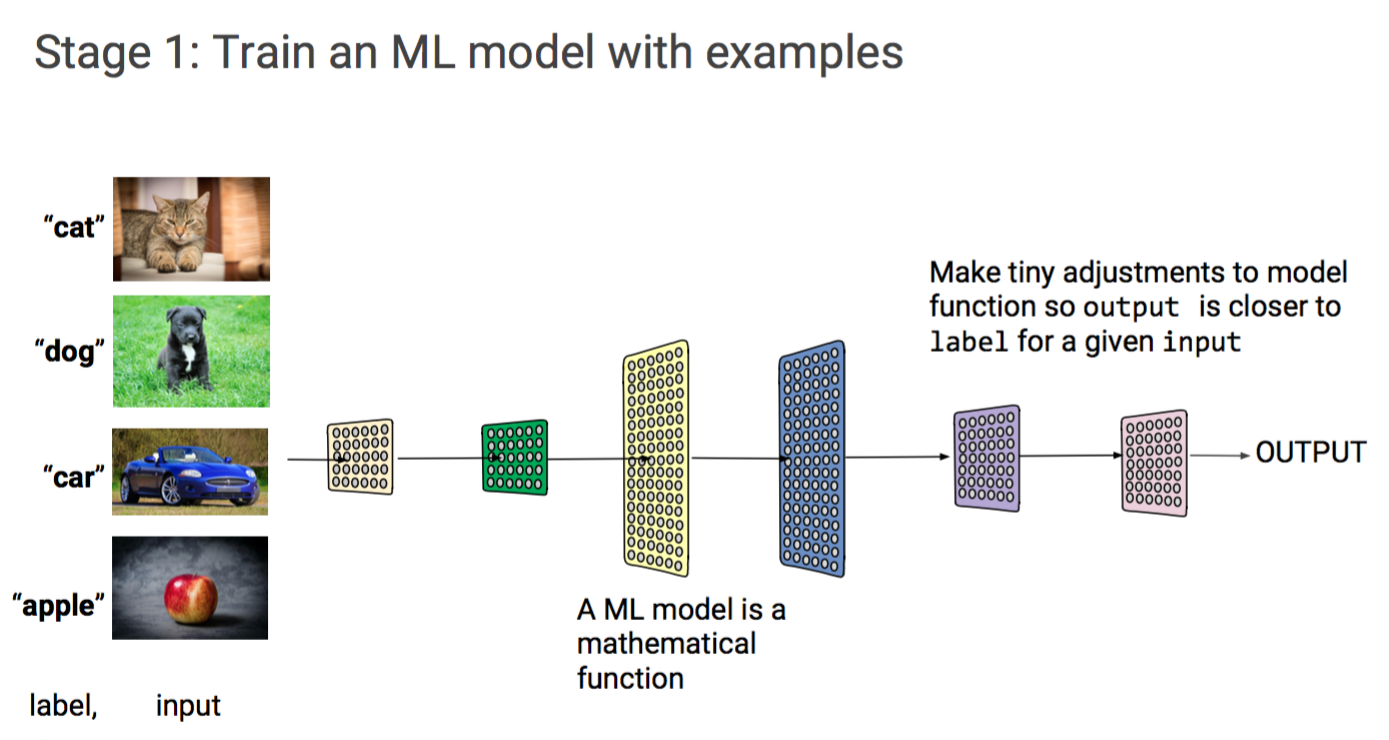 Stage 1: Train an ML model with examples
“cat”
“dog”
“car”
“apple”
label, input
A ML model is a
mathematical
function
Make tiny adjustments to model
function so output is closer to
label for a given input
OUTPUT